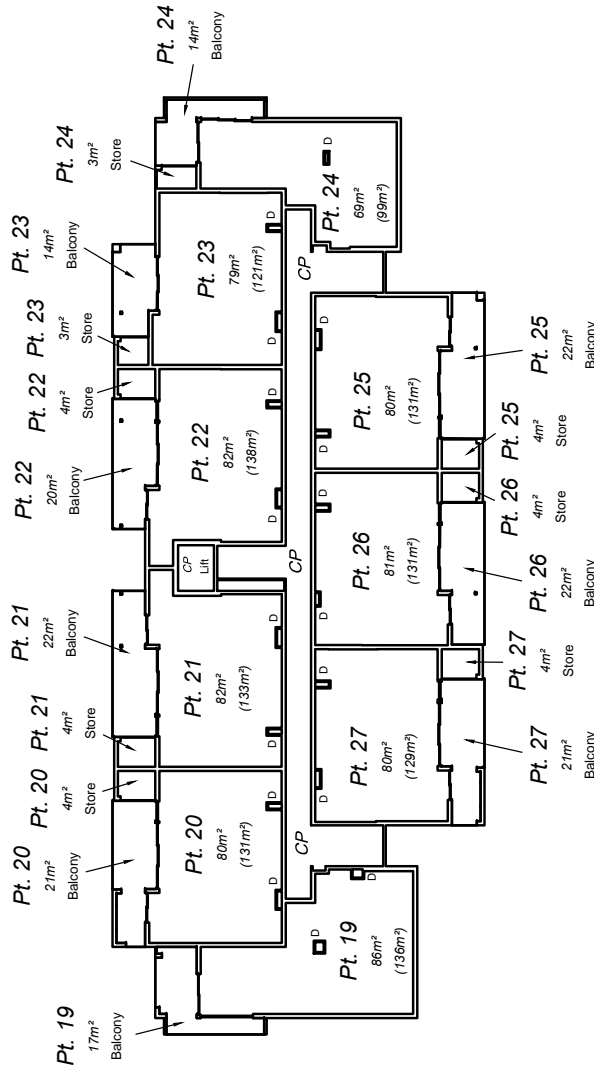 Pt. 19
17m²
Balcony
Pt. 20
21m²
Balcony
Pt. 20
4m²
Store
Pt. 21
4m²
Store
Pt. 21
22m²
Balcony
Pt. 22
20m²
Balcony
Pt. 22
4m²
Store
Pt. 23
3m²
Store
Pt. 23
14m²
Balcony
Pt. 24
3m²
Store
Pt. 24
14m²
Balcony
Pt. 20
80m²
(131m²)
D
D
Pt. 21
82m²
(133m²)
D
CP
Lift
Pt. 22
82m²
(138m²)
D
D
Pt. 23
79m²
(121m²)
D
D
Pt. 24
69m²
(99m²)
D
CP
CP
CP
Pt. 19
86m²
(136m²)
D
D
Pt. 27
80m²
(129m²)
D
D
Pt. 26
81m²
(131m²)
D
D
Pt. 25
80m²
(131m²)
D
D
Pt. 27
21m²
Balcony
Pt. 27
4m²
Store
Pt. 26
22m²
Balcony
Pt. 26
4m²
Store
Pt. 25
4m²
Store
Pt. 25
22m²
Balcony